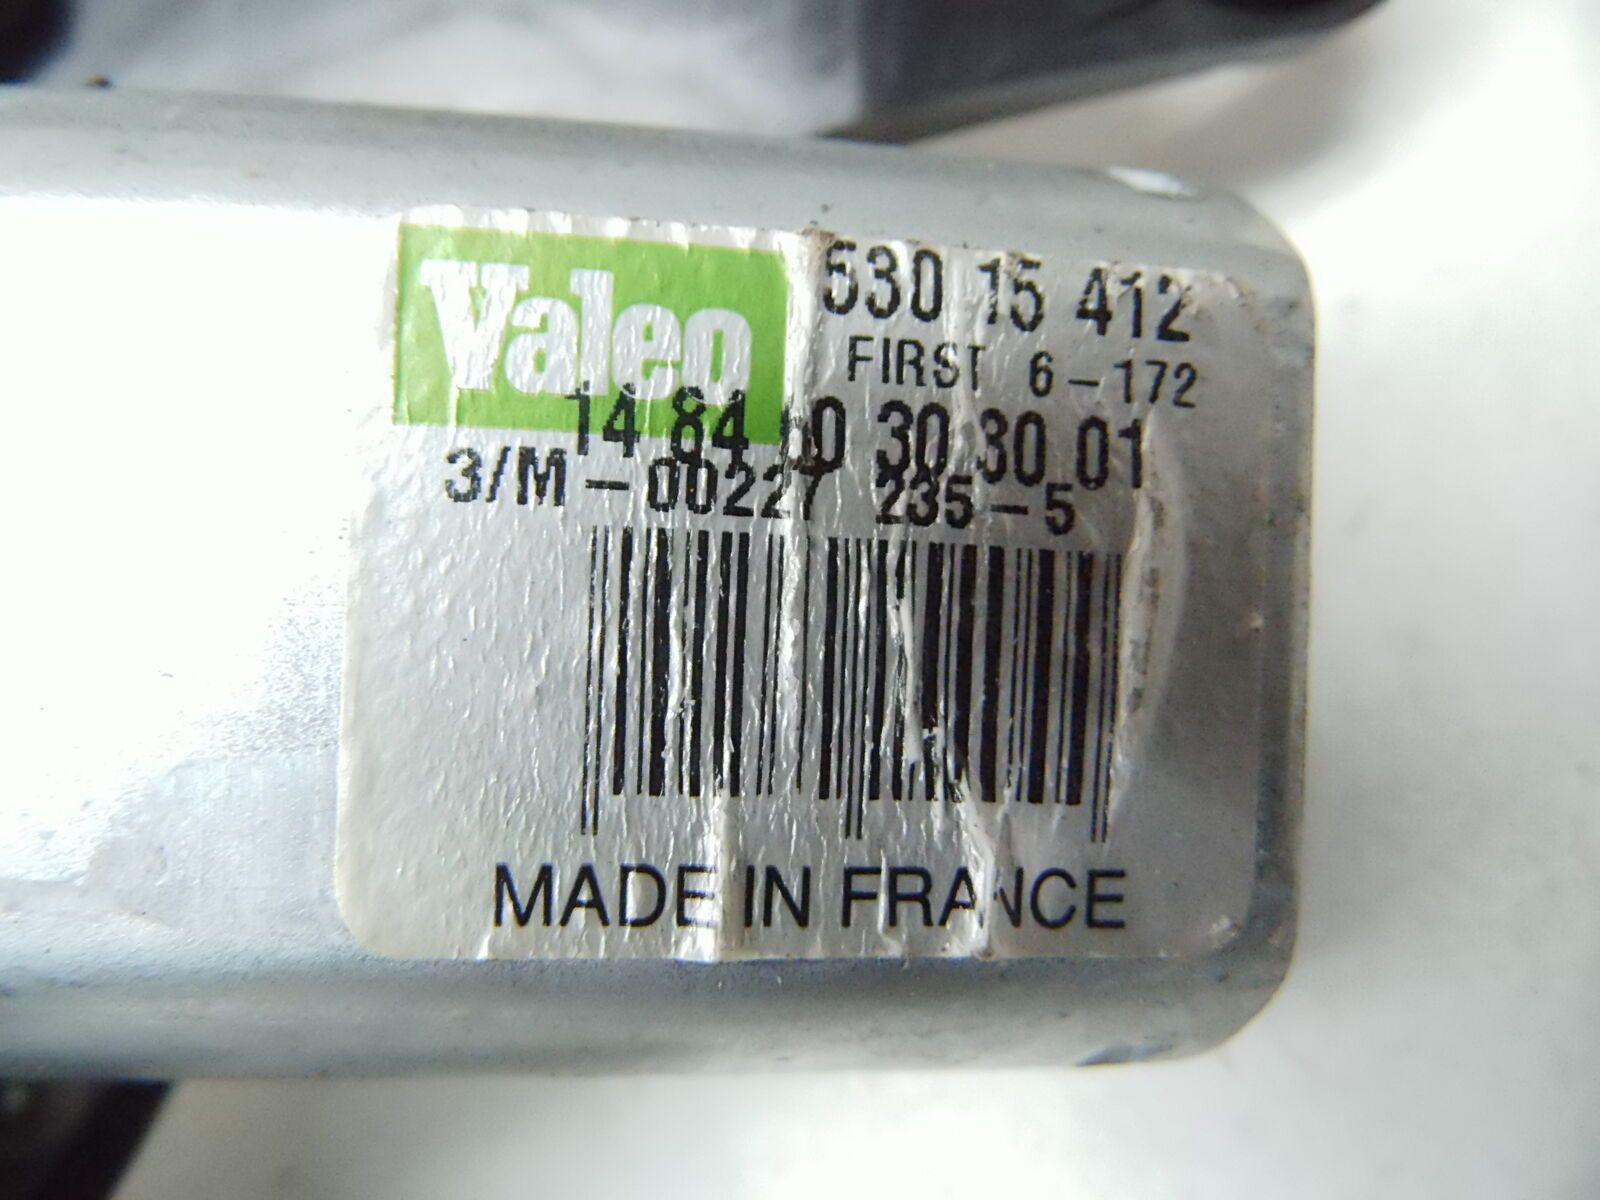 Valeo
530 15 412
FIRST 6-172
14 84 30 30 01
3/M-00227 235-5
MADE IN FRANCE